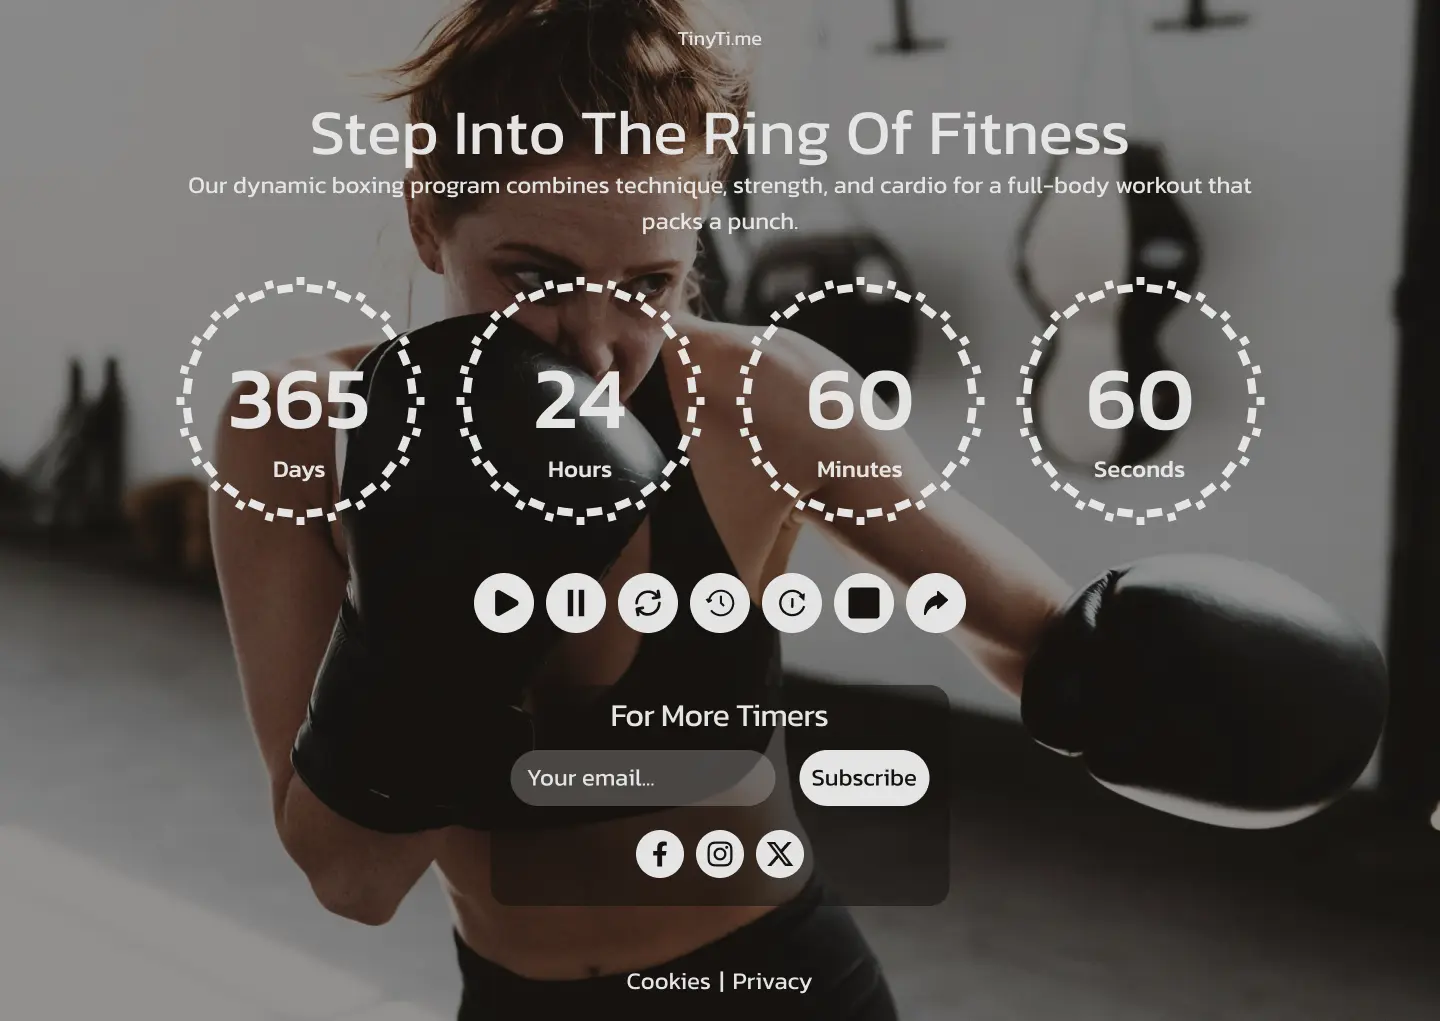 TinyTi.me
Step Into The Ring Of Fitness
Our dynamic boxing program combines technique, strength, and cardio for a full-body workout that
packs a punch.
365
Days
24
Hours
60
Minutes
60
Seconds
For More Timers
Your email...
Subscribe
Cookies | Privacy